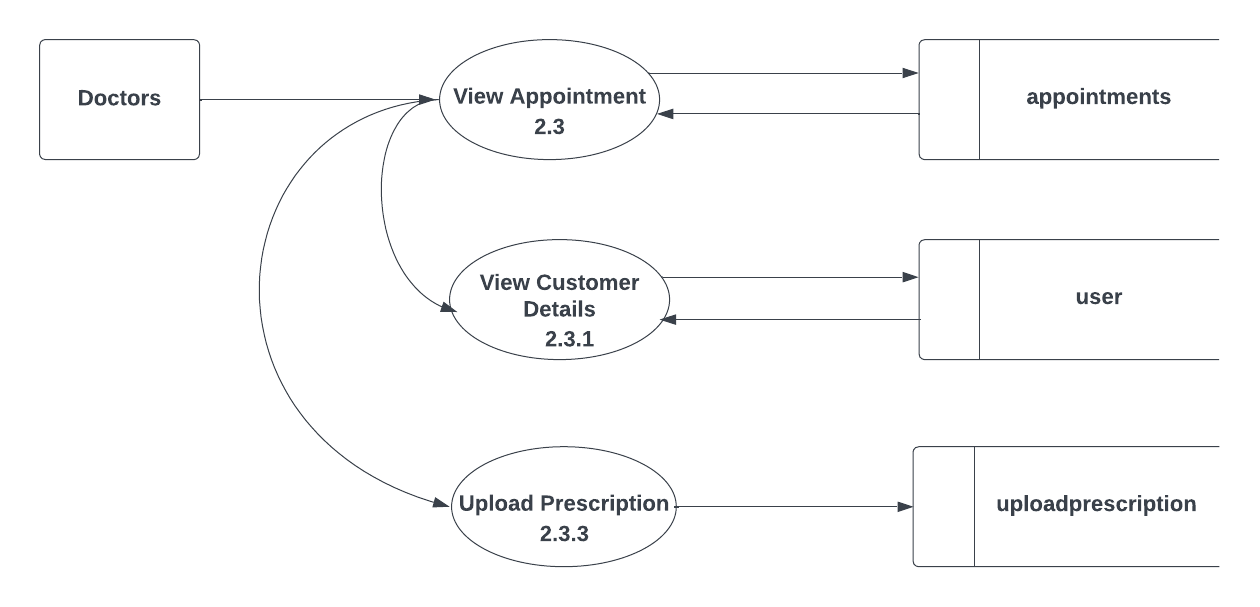 Doctors
View Appointment
2.3
appointments
View Customer
Details
2.3.1
user
Upload Prescription
2.3.3
uploadprescription